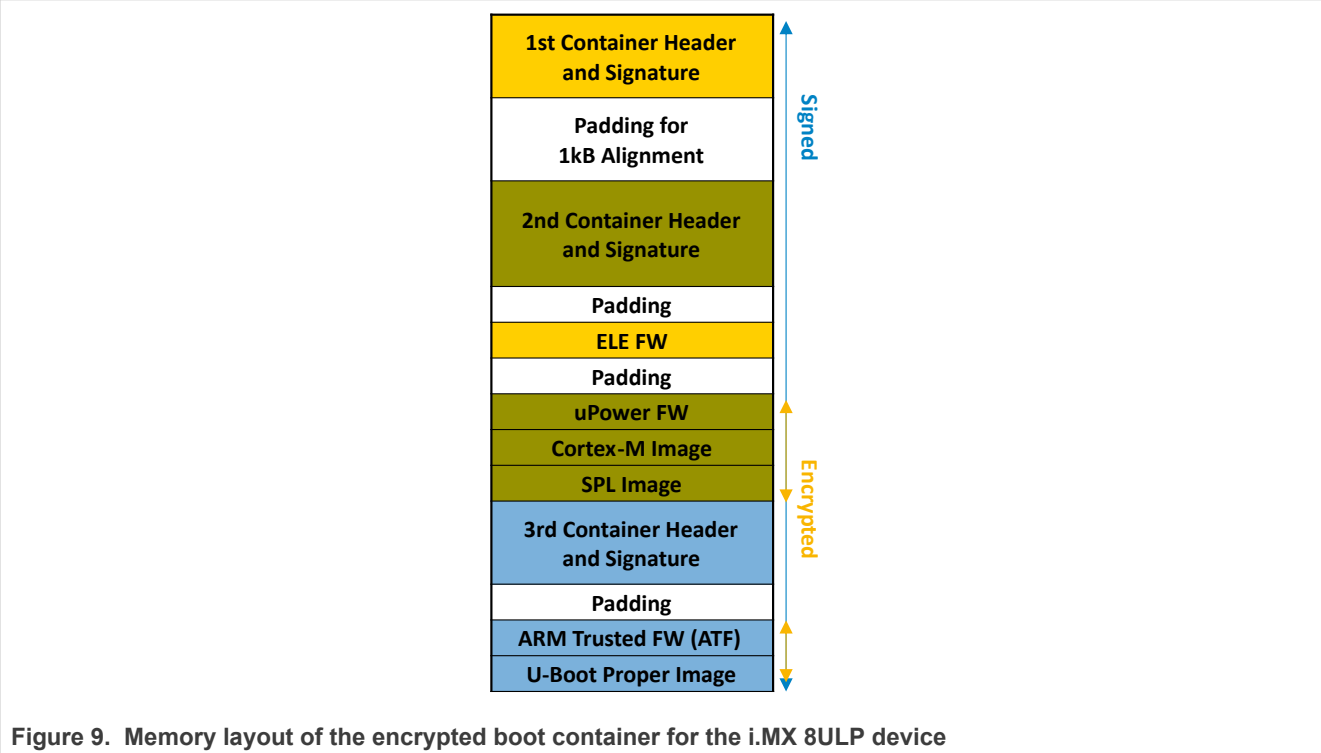 1st Container Header
and Signature
Padding for
1kB Alignment
2nd Container Header
and Signature
Padding
ELE FW
Padding
uPower FW
Cortex-M Image
SPL Image
3rd Container Header
and Signature
Padding
ARM Trusted FW (ATF)
U-Boot Proper Image
Signed
Encrypted
Figure 9. Memory layout of the encrypted boot container for the i.MX 8ULP device